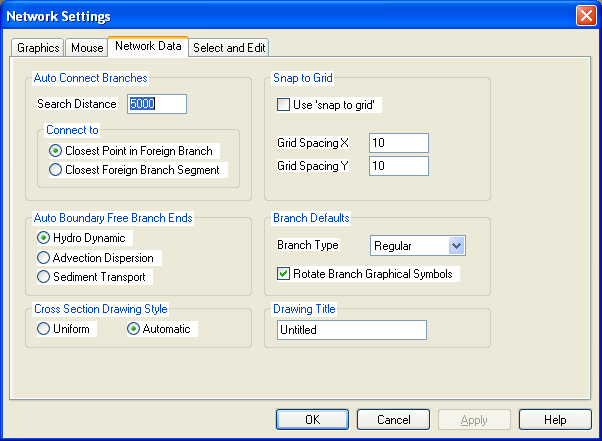 Network Settings
Graphics Mouse Network Data Select and Edit
Auto Connect Branches
Search Distance 5000
Connect to
Closest Point in Foreign Branch
Closest Foreign Branch Segment
Snap to Grid
Use 'snap to grid'
Grid Spacing X 10
Grid Spacing Y 10
Auto Boundary Free Branch Ends
Hydro Dynamic
Advection Dispersion
Sediment Transport
Branch Defaults
Branch Type Regular
Rotate Branch Graphical Symbols
Cross Section Drawing Style
Uniform Automatic
Drawing Title
Untitled
OK Cancel Apply Help